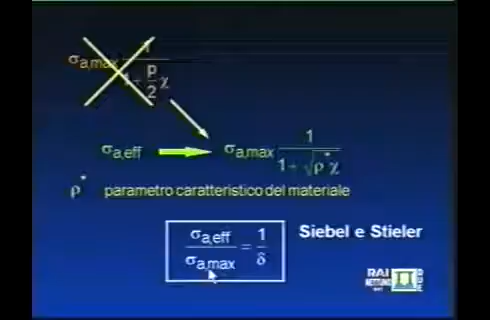 σa,max 1 / 1+ p/2 χ
σa,eff → σa,max 1 / 1+ √ρ*χ
ρ* parametro caratteristico del materiale
σa,eff / σa,max = 1 / δ
Siebel e Stieler
RAI